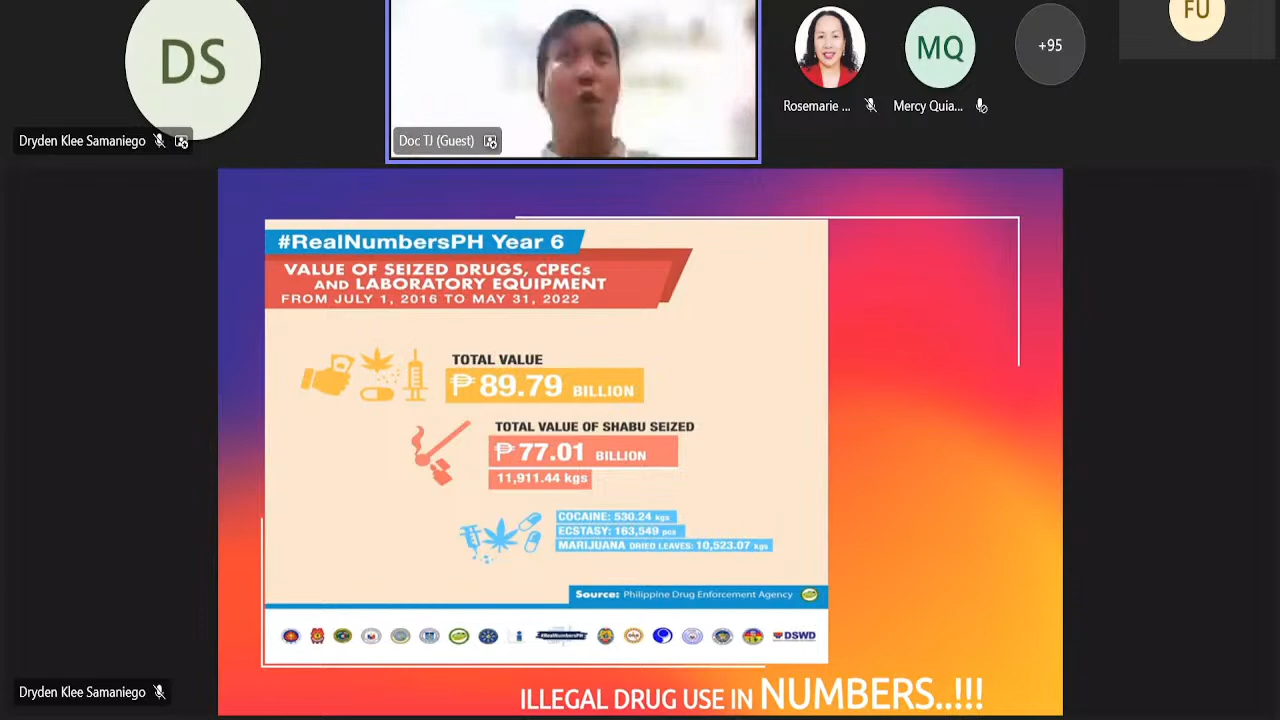 DS
Dryden Klee Samaniego
Doc TJ (Guest)
Rosemarie ...
MQ
Mercy Quia...
+95
FU
#RealNumbersPH Year 6
VALUE OF SEIZED DRUGS, CPECs
AND LABORATORY EQUIPMENT
FROM JULY 1, 2016 TO MAY 31, 2022
TOTAL VALUE
₱ 89.79 BILLION
TOTAL VALUE OF SHABU SEIZED
₱ 77.01 BILLION
11,911.44 kgs
COCAINE: 530.24 kgs
ECSTASY: 163,549 pcs
MARIJUANA DRIED LEAVES: 10,523.07 kgs
Source: Philippine Drug Enforcement Agency
#RealNumbersPH
DSWD
Dryden Klee Samaniego
ILLEGAL DRUG USE IN NUMBERS..!!!